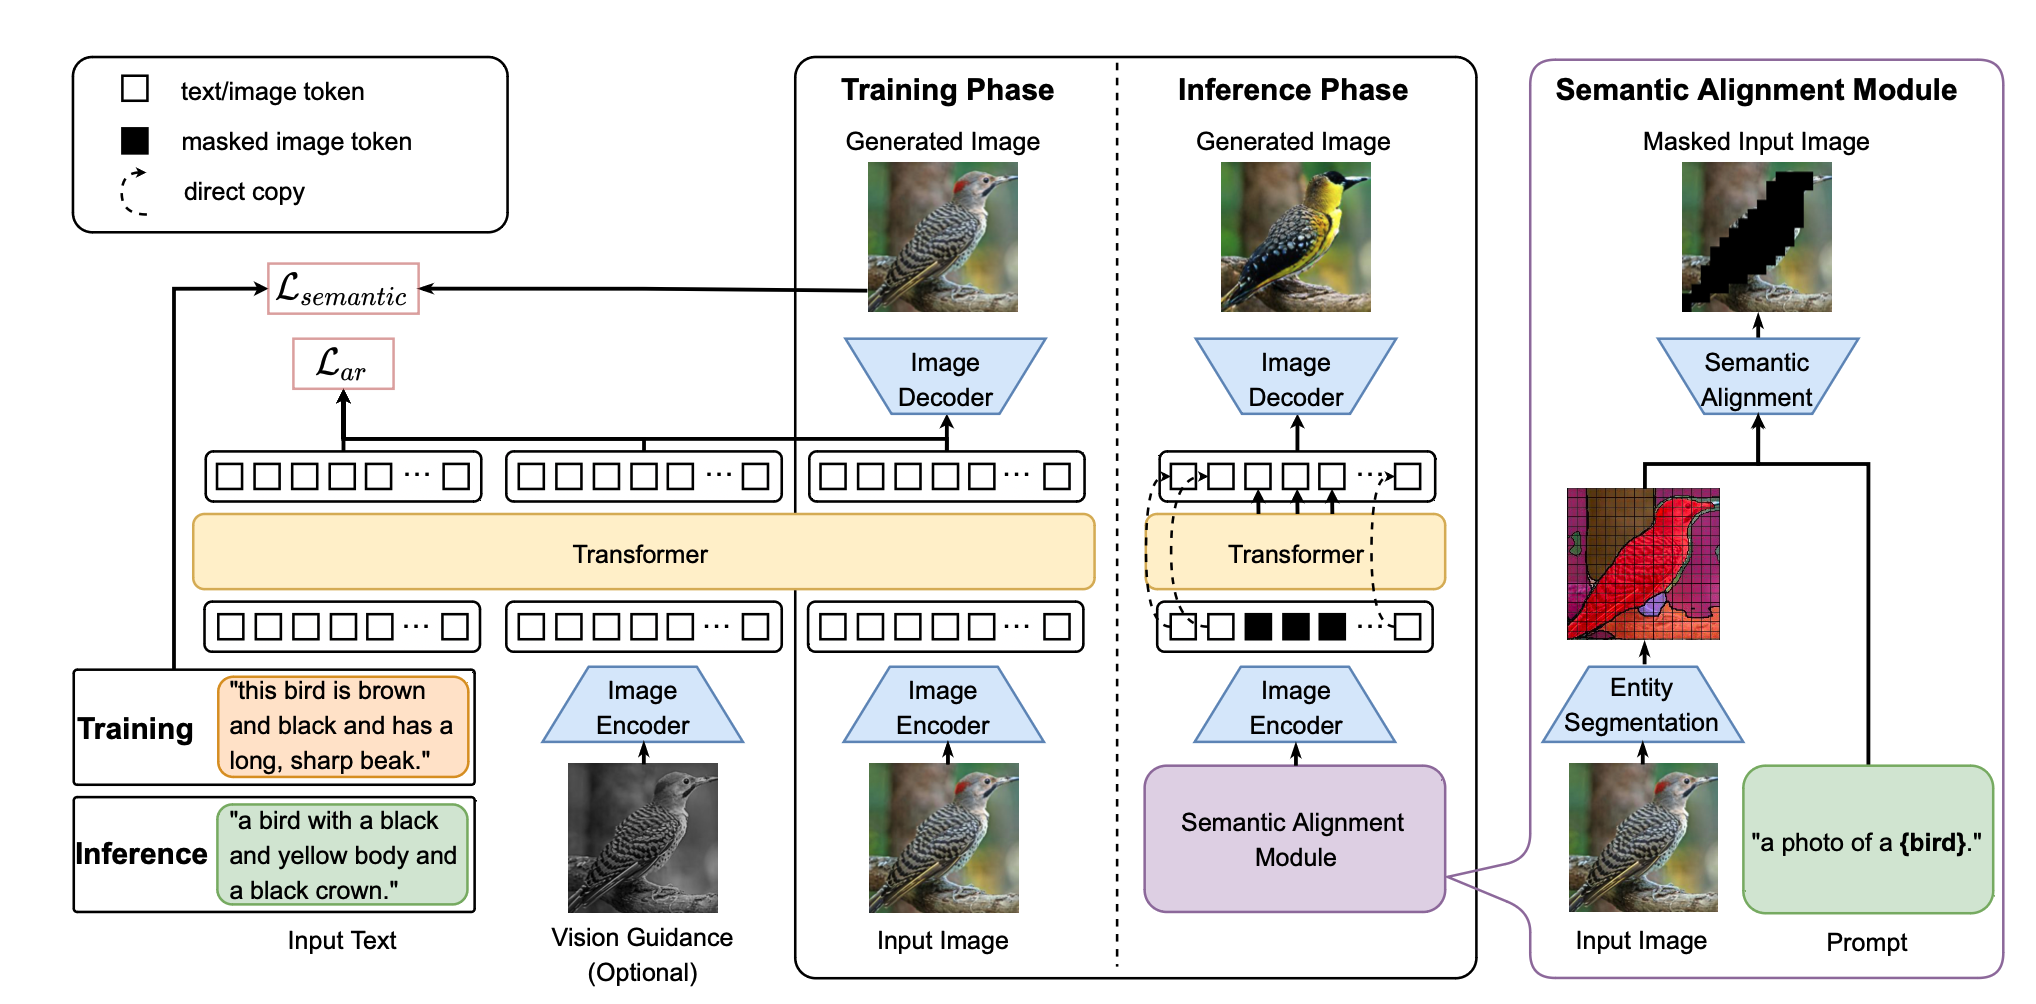 text/image token
masked image token
direct copy
Training Phase
Generated Image
Inference Phase
Generated Image
Semantic Alignment Module
Masked Input Image
ℒsemantic
ℒar
Image
Decoder
Image
Decoder
Semantic
Alignment
...
...
...
...
Transformer
Transformer
...
...
...
...
Training
"this bird is brown
and black and has a
long, sharp beak."
Inference
"a bird with a black
and yellow body and
a black crown."
Input Text
Image
Encoder
Vision Guidance
(Optional)
Image
Encoder
Input Image
Image
Encoder
Semantic Alignment
Module
Entity
Segmentation
Input Image
"a photo of a {bird}."
Prompt